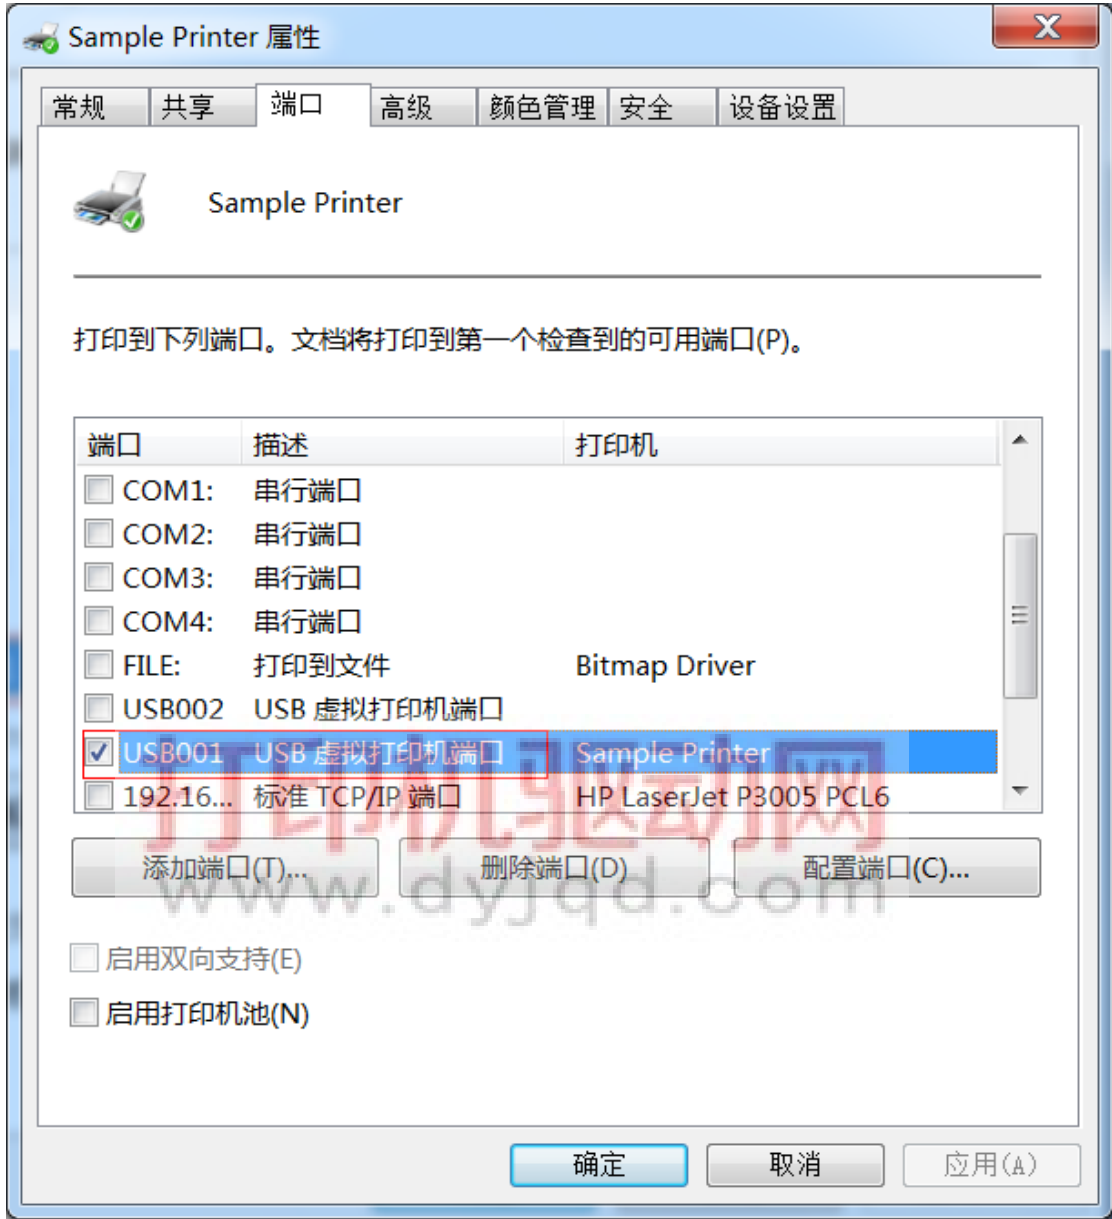 Sample Printer 属性
常规 共享 端口 高级 颜色管理 安全 设备设置
Sample Printer
打印到下列端口。文档将打印到第一个检查到的可用端口(P)。
端口 描述 打印机
COM1: 串行端口
COM2: 串行端口
COM3: 串行端口
COM4: 串行端口
FILE: 打印到文件 Bitmap Driver
USB002 USB 虚拟打印机端口
USB001 USB 虚拟打印机端口 Sample Printer
192.16... 标准 TCP/IP 端口 HP LaserJet P3005 PCL6
打印机驱动网
添加端口(T)... 删除端口(D) 配置端口(C)...
www.dyjqd.com
启用双向支持(E)
启用打印机池(N)
确定 取消 应用(A)